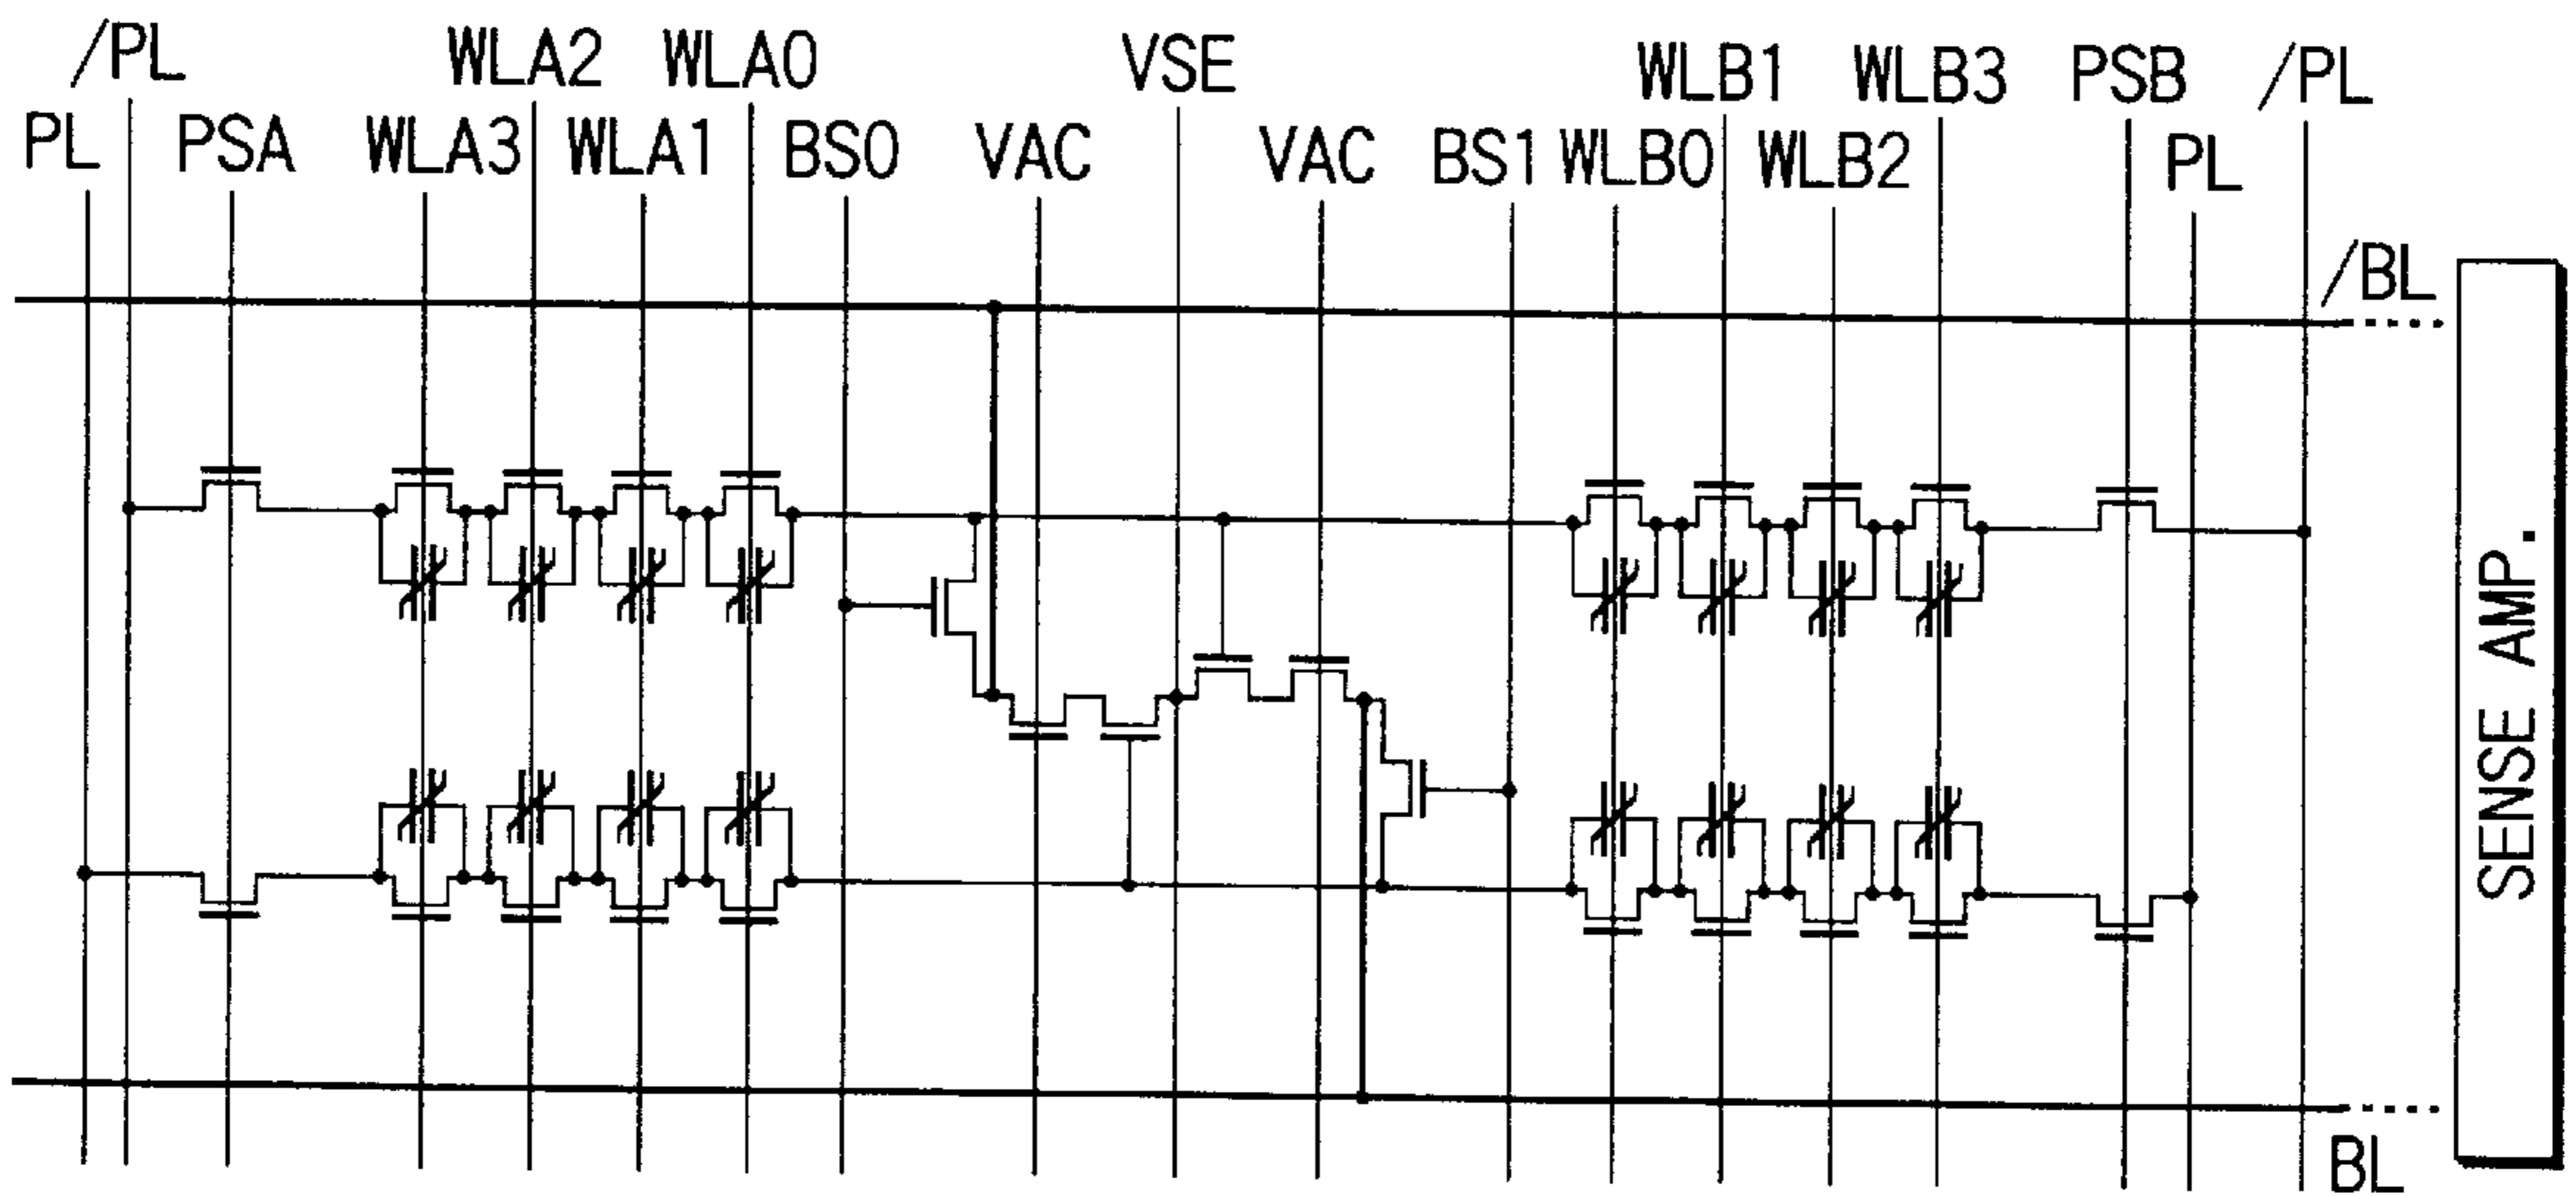 /PL WLA2 WLA0 VSE WLB1 WLB3 PSB /PL
PL PSA WLA3 WLA1 BS0 VAC VAC BS1 WLB0 WLB2 PL
/BL
SENSE AMP.
BL